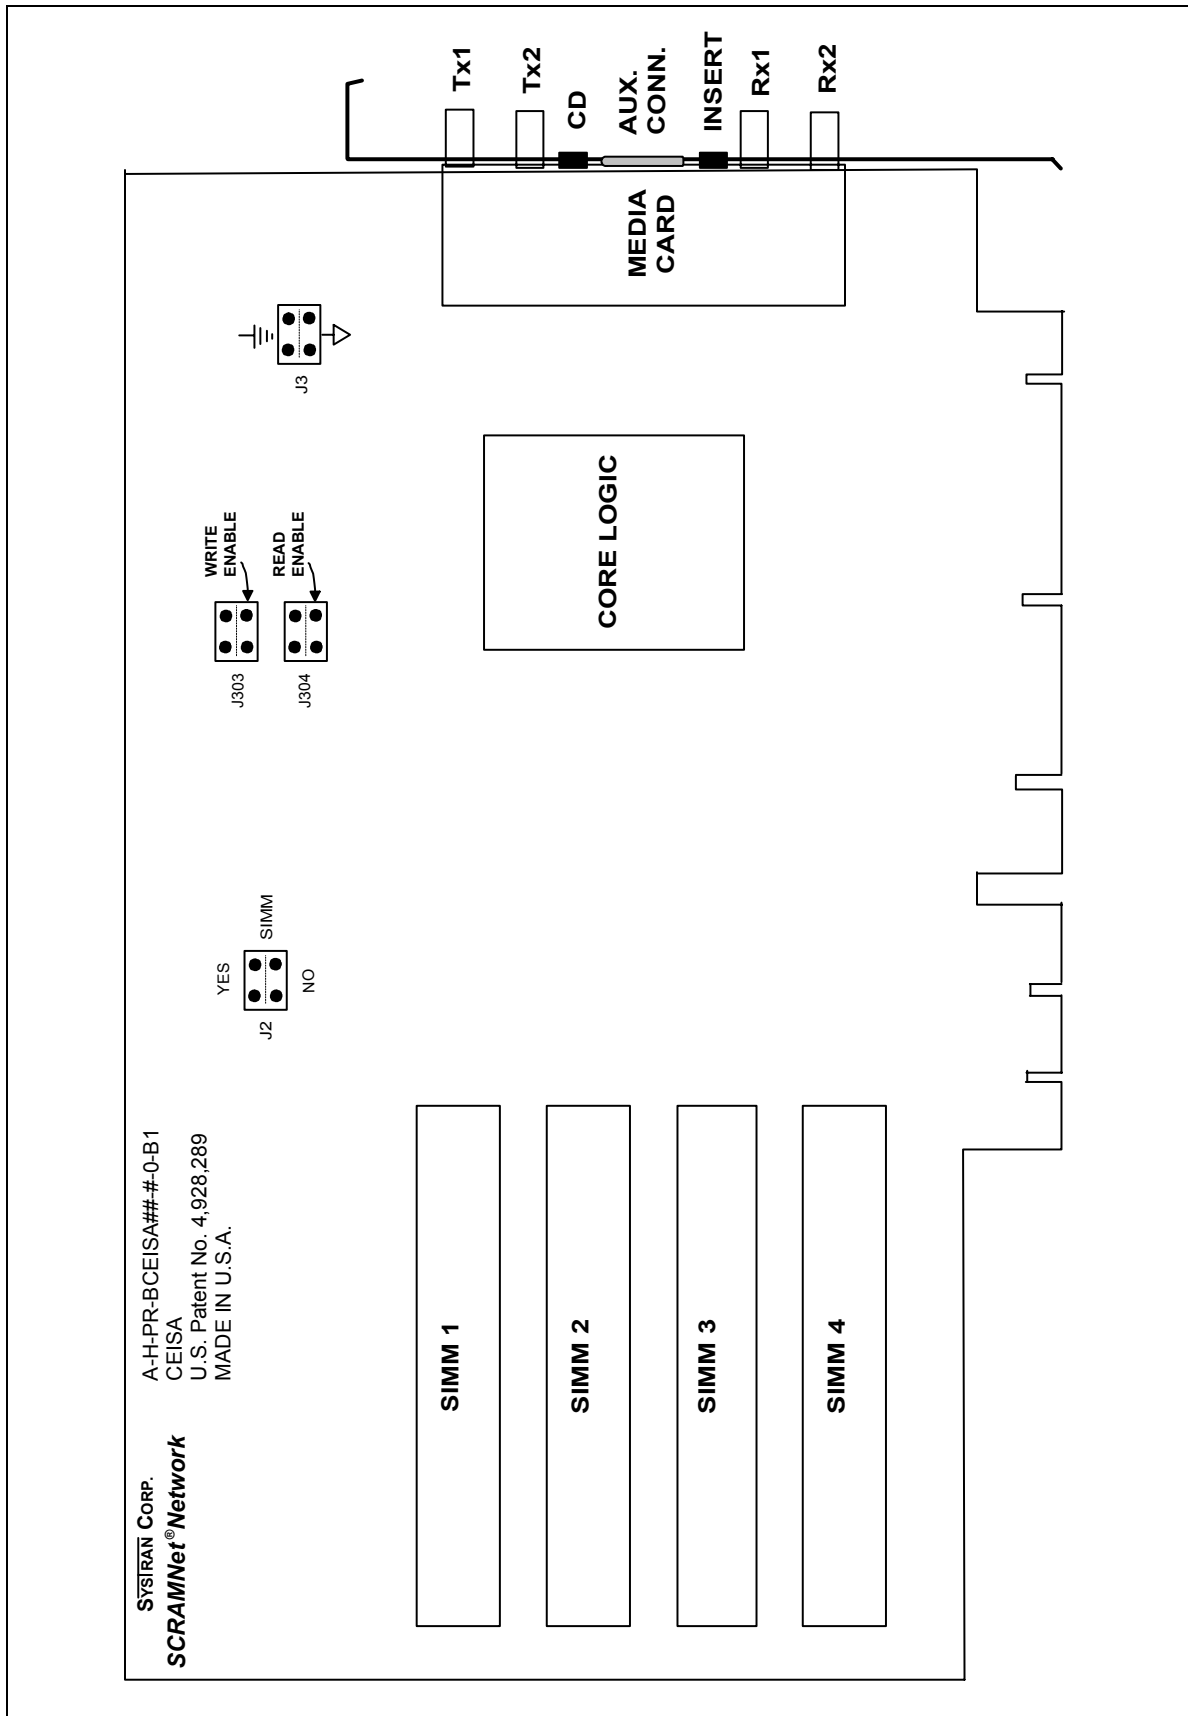 SYSTRAN CORP.
SCRAMNet®Network
A-H-PR-BCEISA##-#-0-B1
CEISA
U.S. Patent No. 4,928,289
MADE IN U.S.A.
J2
YES
NO
SIMM
J303
WRITE
ENABLE
J304
READ
ENABLE
J3
SIMM 1
SIMM 2
SIMM 3
SIMM 4
CORE LOGIC
MEDIA
CARD
Tx1
Tx2
CD
AUX.
CONN.
INSERT
Rx1
Rx2